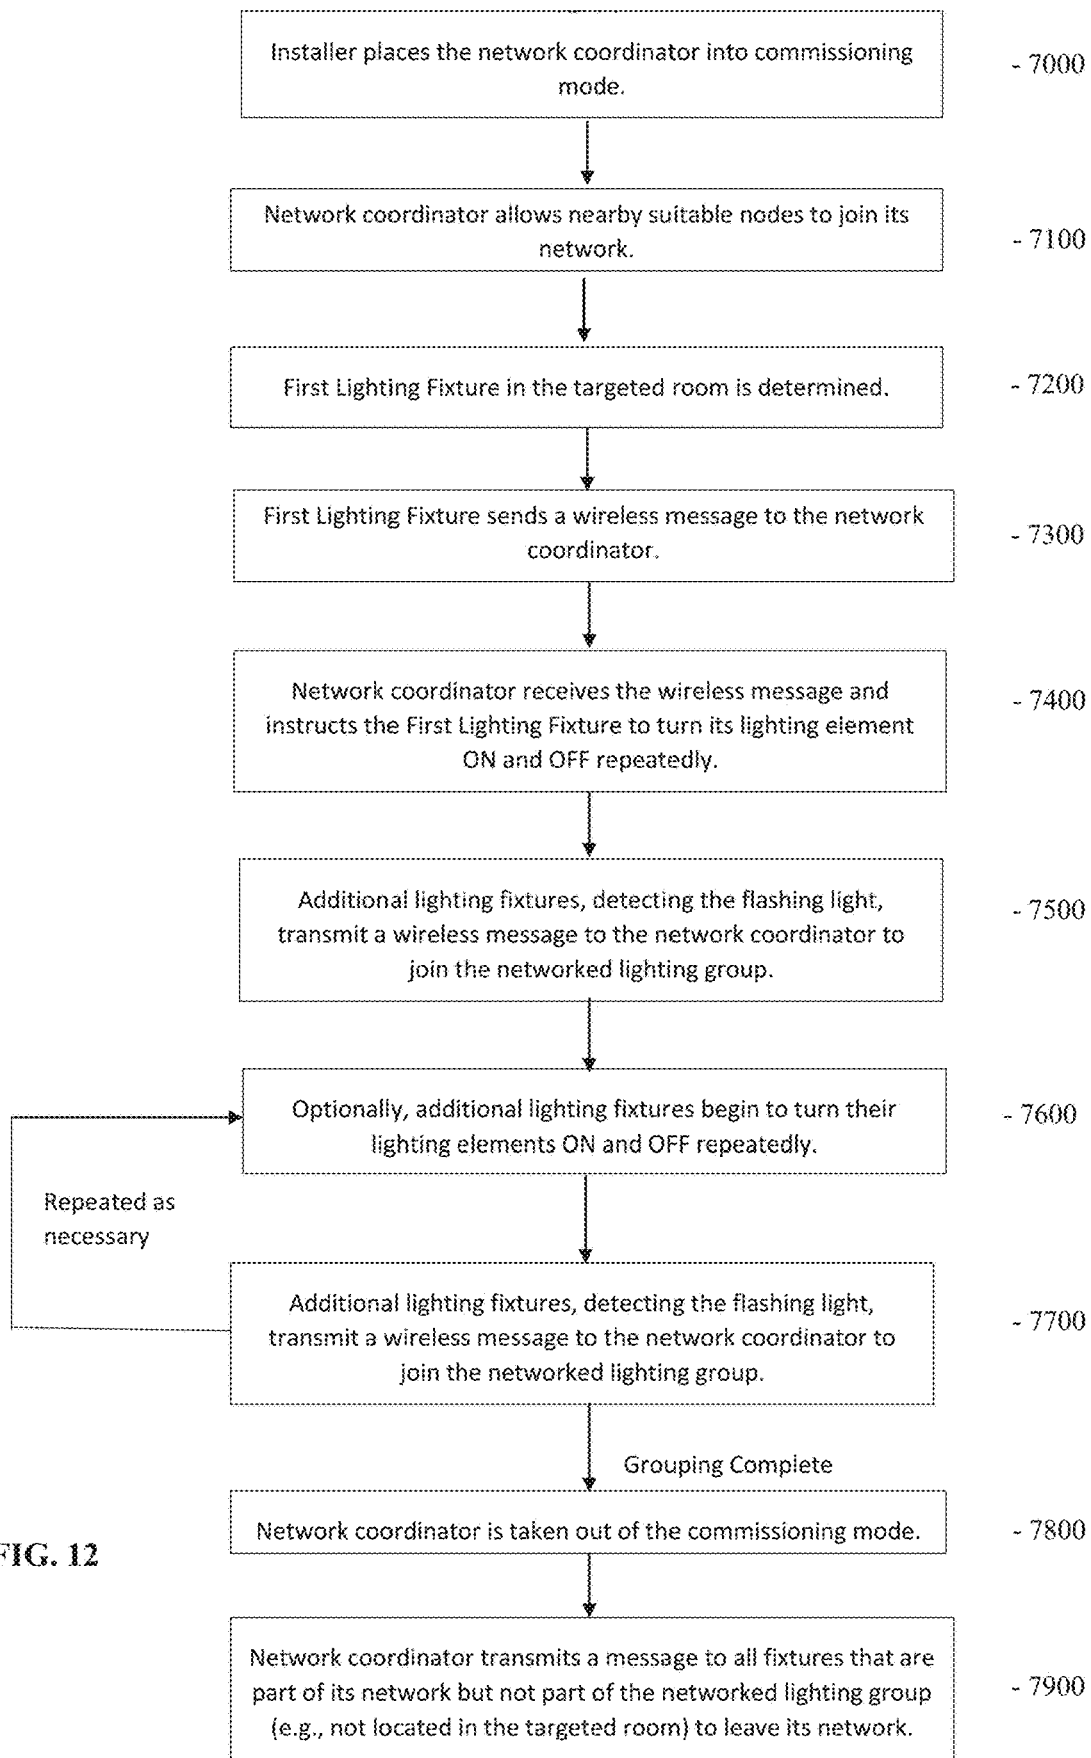 Installer places the network coordinator into commissioning
mode.
- 7000
Network coordinator allows nearby suitable nodes to join its
network.
- 7100
First Lighting Fixture in the targeted room is determined.
- 7200
First Lighting Fixture sends a wireless message to the network
coordinator.
- 7300
Network coordinator receives the wireless message and
instructs the First Lighting Fixture to turn its lighting element
ON and OFF repeatedly.
- 7400
Additional lighting fixtures, detecting the flashing light,
transmit a wireless message to the network coordinator to
join the networked lighting group.
- 7500
Optionally, additional lighting fixtures begin to turn their
lighting elements ON and OFF repeatedly.
- 7600
Repeated as
necessary
Additional lighting fixtures, detecting the flashing light,
transmit a wireless message to the network coordinator to
join the networked lighting group.
- 7700
Grouping Complete
Network coordinator is taken out of the commissioning mode.
- 7800
FIG. 12
Network coordinator transmits a message to all fixtures that are
part of its network but not part of the networked lighting group
(e.g., not located in the targeted room) to leave its network.
- 7900